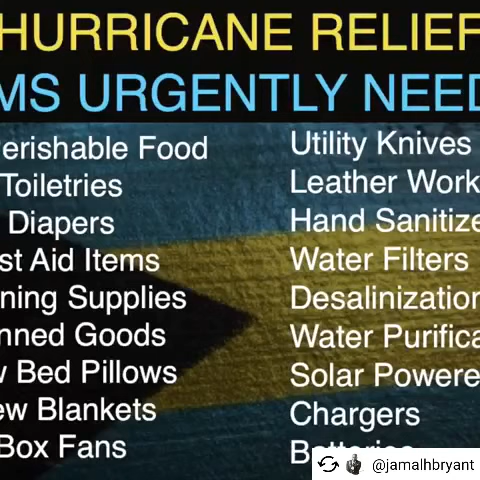 HURRICANE RELIEF
MS URGENTLY NEED
erishable Food
Toiletries
Diapers
st Aid Items
ning Supplies
nned Goods
w Bed Pillows
ew Blankets
Box Fans
Utility Knives
Leather Work
Hand Sanitize
Water Filters
Desalinization
Water Purifica
Solar Powere
Chargers
Batteries
@jamalhbryant